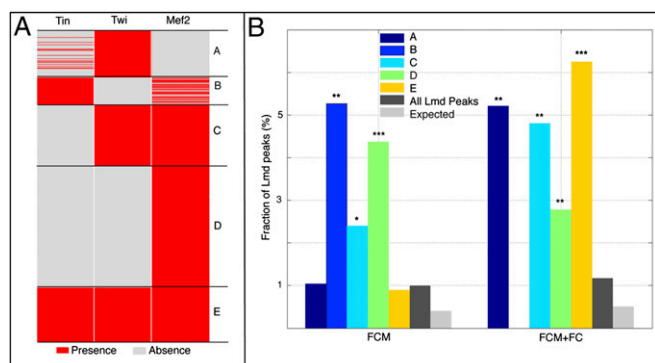 A
Tin Twi Mef2
A
B
C
D
E
Presence Absence
B
Fraction of Lmd peaks (%)
5
3
1
A
B
C
D
E
All Lmd Peaks
Expected
**
*
***
**
**
**
***
FCM
FCM+FC